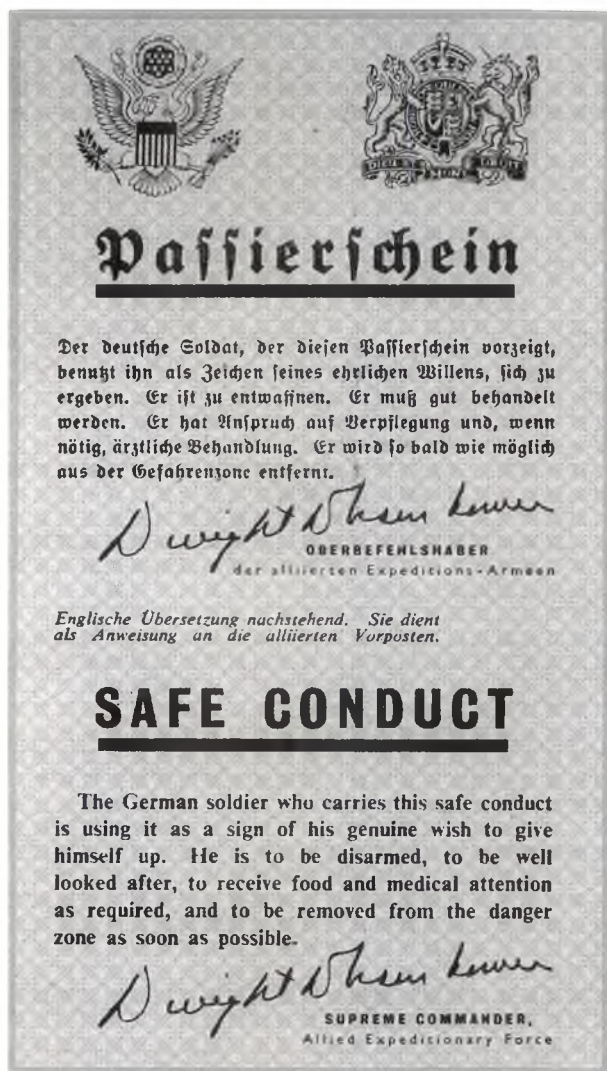 DIEU ET MON DROIT
Paſſierſchein
Der deutſche Soldat, der dieſen Paſſierſchein vorzeigt,
benutzt ihn als Zeichen ſeines ehrlichen Willens, ſich zu
ergeben. Er iſt zu entwaffnen. Er muß gut behandelt
werden. Er hat Anſpruch auf Verpflegung und, wenn
nötig, ärztliche Behandlung. Er wird ſo bald wie möglich
aus der Gefahrenzone entfernt.
Dwight D Eisenhower
OBERBEFEHLSHABER
der alliierten Expeditions-Armeen
Englische Übersetzung nachstehend. Sie dient
als Anweisung an die alliierten Vorposten.
SAFE CONDUCT
The German soldier who carries this safe conduct
is using it as a sign of his genuine wish to give
himself up. He is to be disarmed, to be well
looked after, to receive food and medical attention
as required, and to be removed from the danger
zone as soon as possible.
Dwight D Eisenhower
SUPREME COMMANDER,
Allied Expeditionary Force